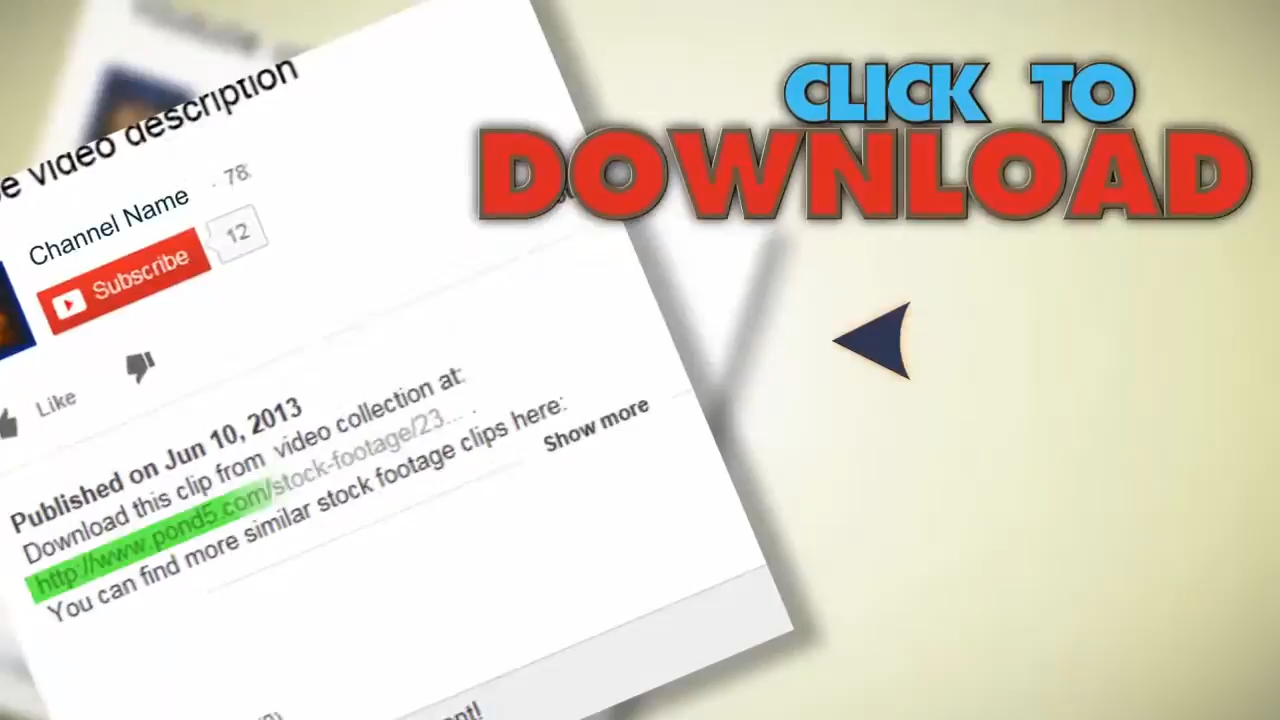 CLICK TO
DOWNLOAD
video description
Channel Name
78
Subscribe
12
Like
Published on Jun 10, 2013
Download this clip from video collection at:
http://www.pond5.com/stock-footage/23...
You can find more similar stock footage clips here:
Show more